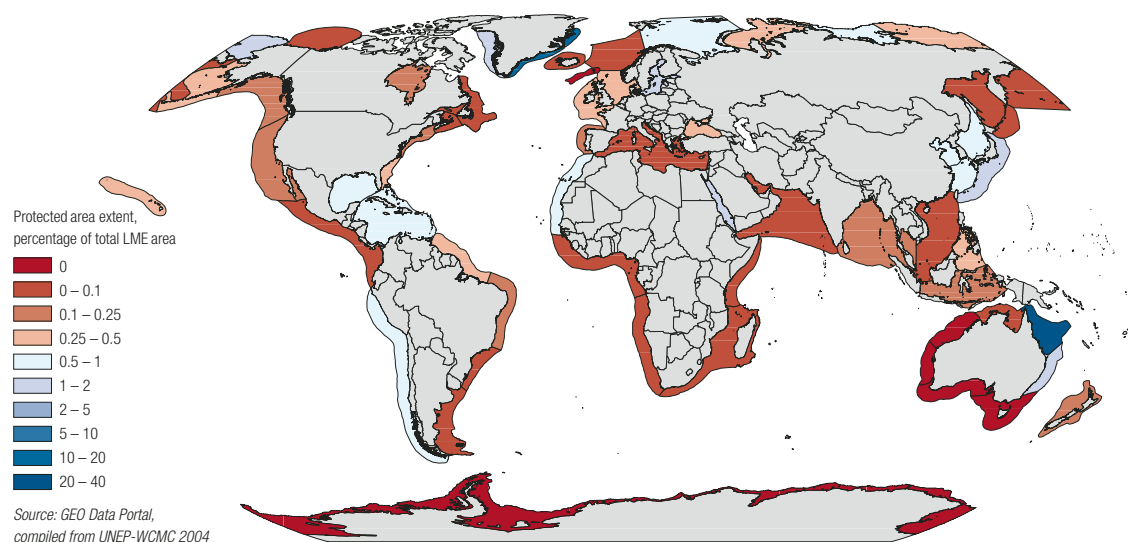 Protected area extent,
percentage of total LME area
0
0 – 0.1
0.1 – 0.25
0.25 – 0.5
0.5 – 1
1 – 2
2 – 5
5 – 10
10 – 20
20 – 40
Source: GEO Data Portal,
compiled from UNEP-WCMC 2004